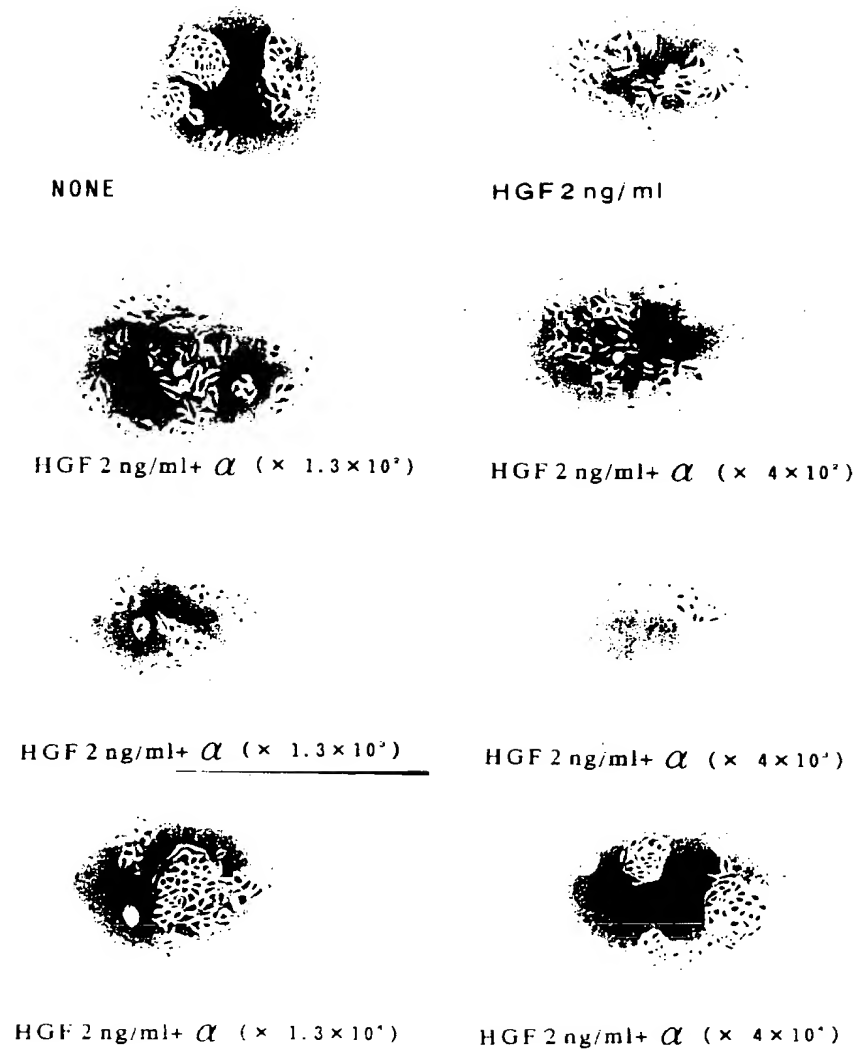 NONE
HGF 2 ng/ml
HGF 2 ng/ml+ α (× 1.3×10²)
HGF 2 ng/ml+ α (× 4×10²)
HGF 2 ng/ml+ α (× 1.3×10³)
HGF 2 ng/ml+ α (× 4×10³)
HGF 2 ng/ml+ α (× 1.3×10⁴)
HGF 2 ng/ml+ α (× 4×10⁴)